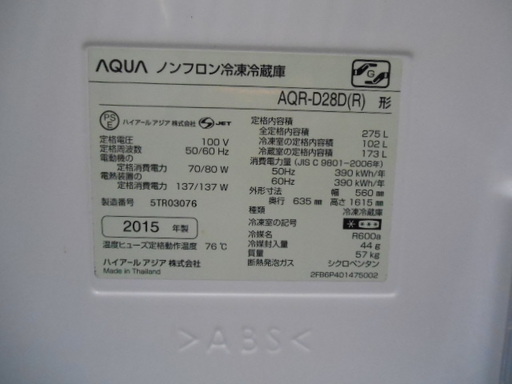 AQUA ノンフロン冷凍冷蔵庫
G
AQR-D28D(R) 形
PS E ハイアール アジア 株式会社 S JET
定格電圧 100 V
定格周波数 50/60 Hz
電動機の
定格消費電力 70/80 W
電熱装置の
定格消費電力 137/137 W
製造番号 5TR03076
2015 年製
温度ヒューズ定格動作温度 76℃
ハイアール アジア 株式会社
Made in Thailand
定格内容積
全定格内容積 275 L
冷凍室の定格内容積 102 L
冷蔵室の定格内容積 173 L
消費電力量 (JIS C 9801-2006年)
50Hz 390 kWh/年
60Hz 390 kWh/年
外形寸法 幅 560 mm
奥行 635 mm 高さ 1615 mm
種類 冷凍冷蔵庫
冷凍室の記号
冷媒 R600a
冷媒封入量 44 g
質量 57 kg
断熱発泡ガス シクロペンタン
2FB6P401475002
>ABS<